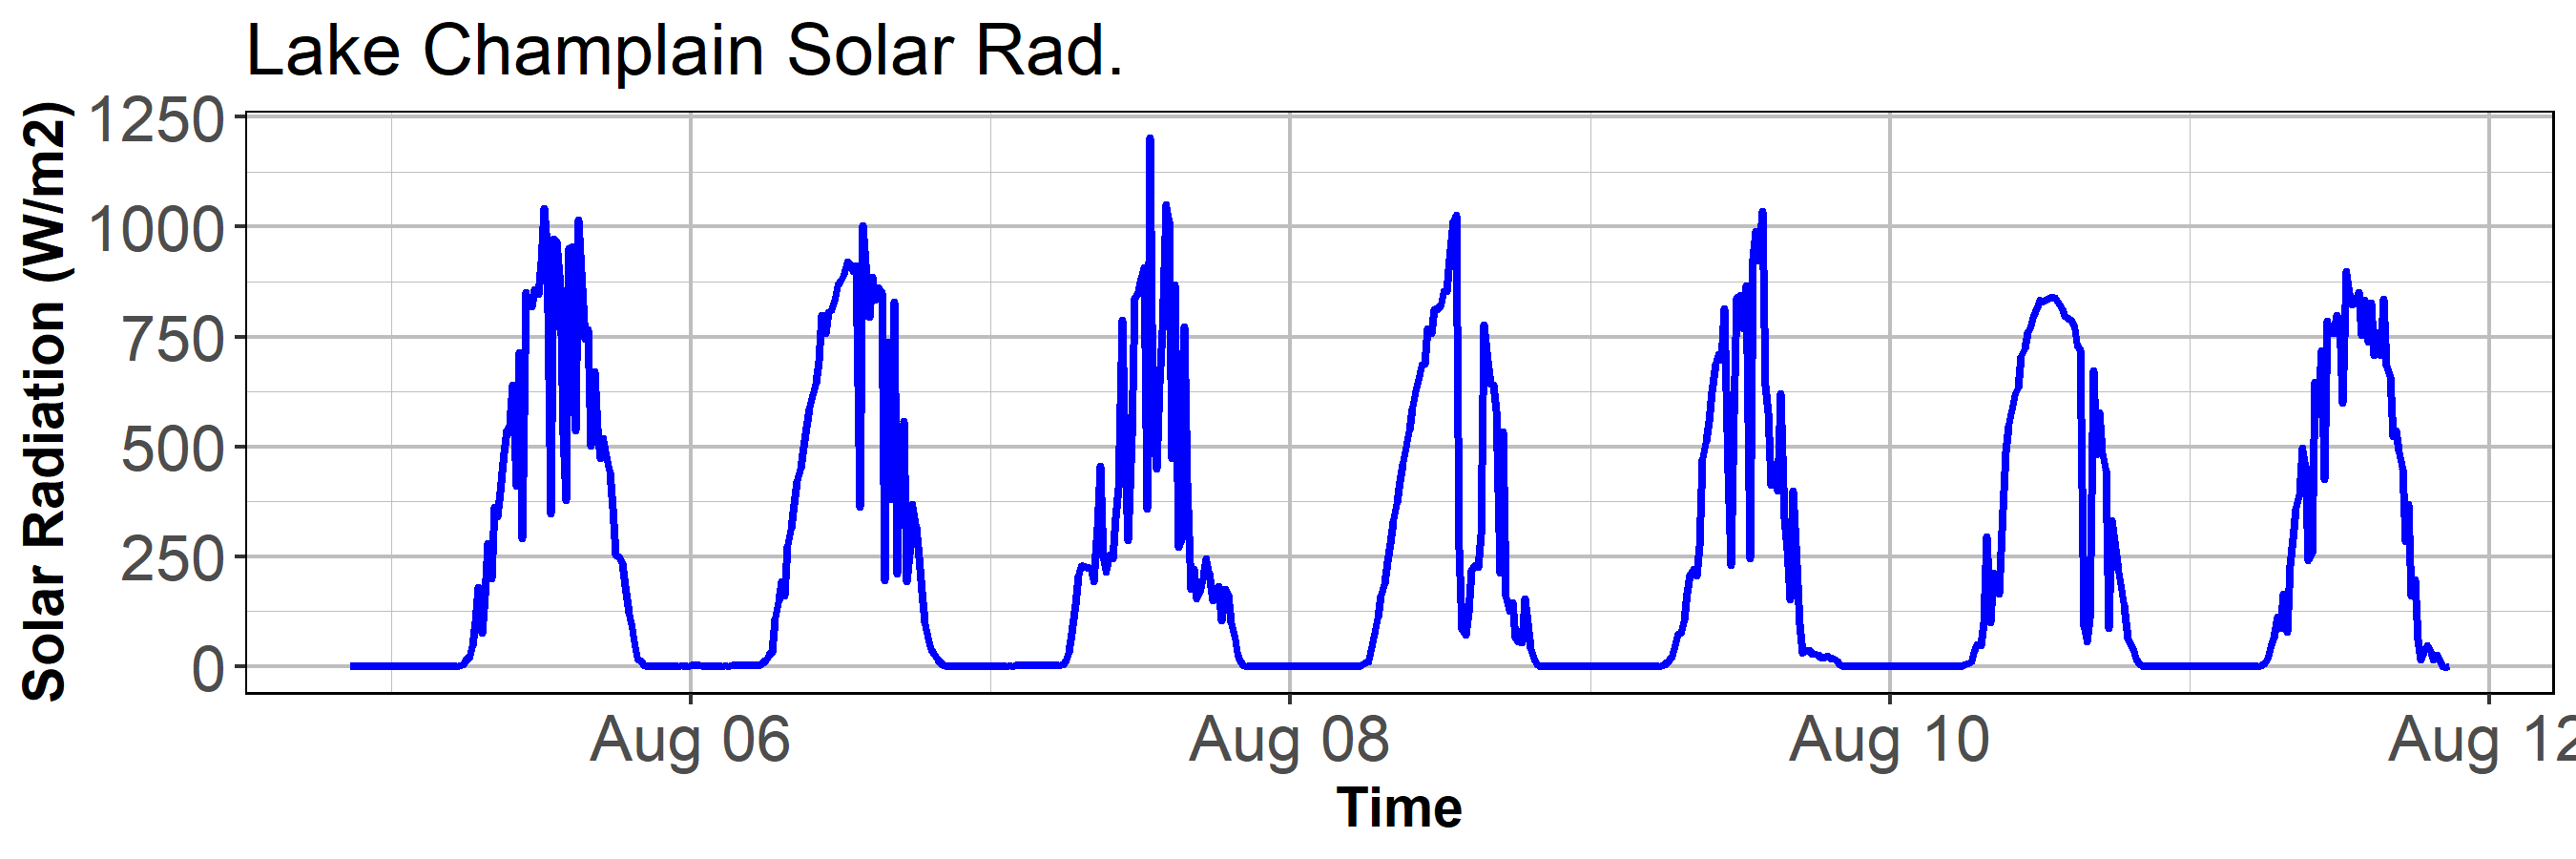 Lake Champlain Solar Rad.
Solar Radiation (W/m2)
1250
1000
750
500
250
0
Aug 06 Aug 08 Aug 10 Aug 12
Time